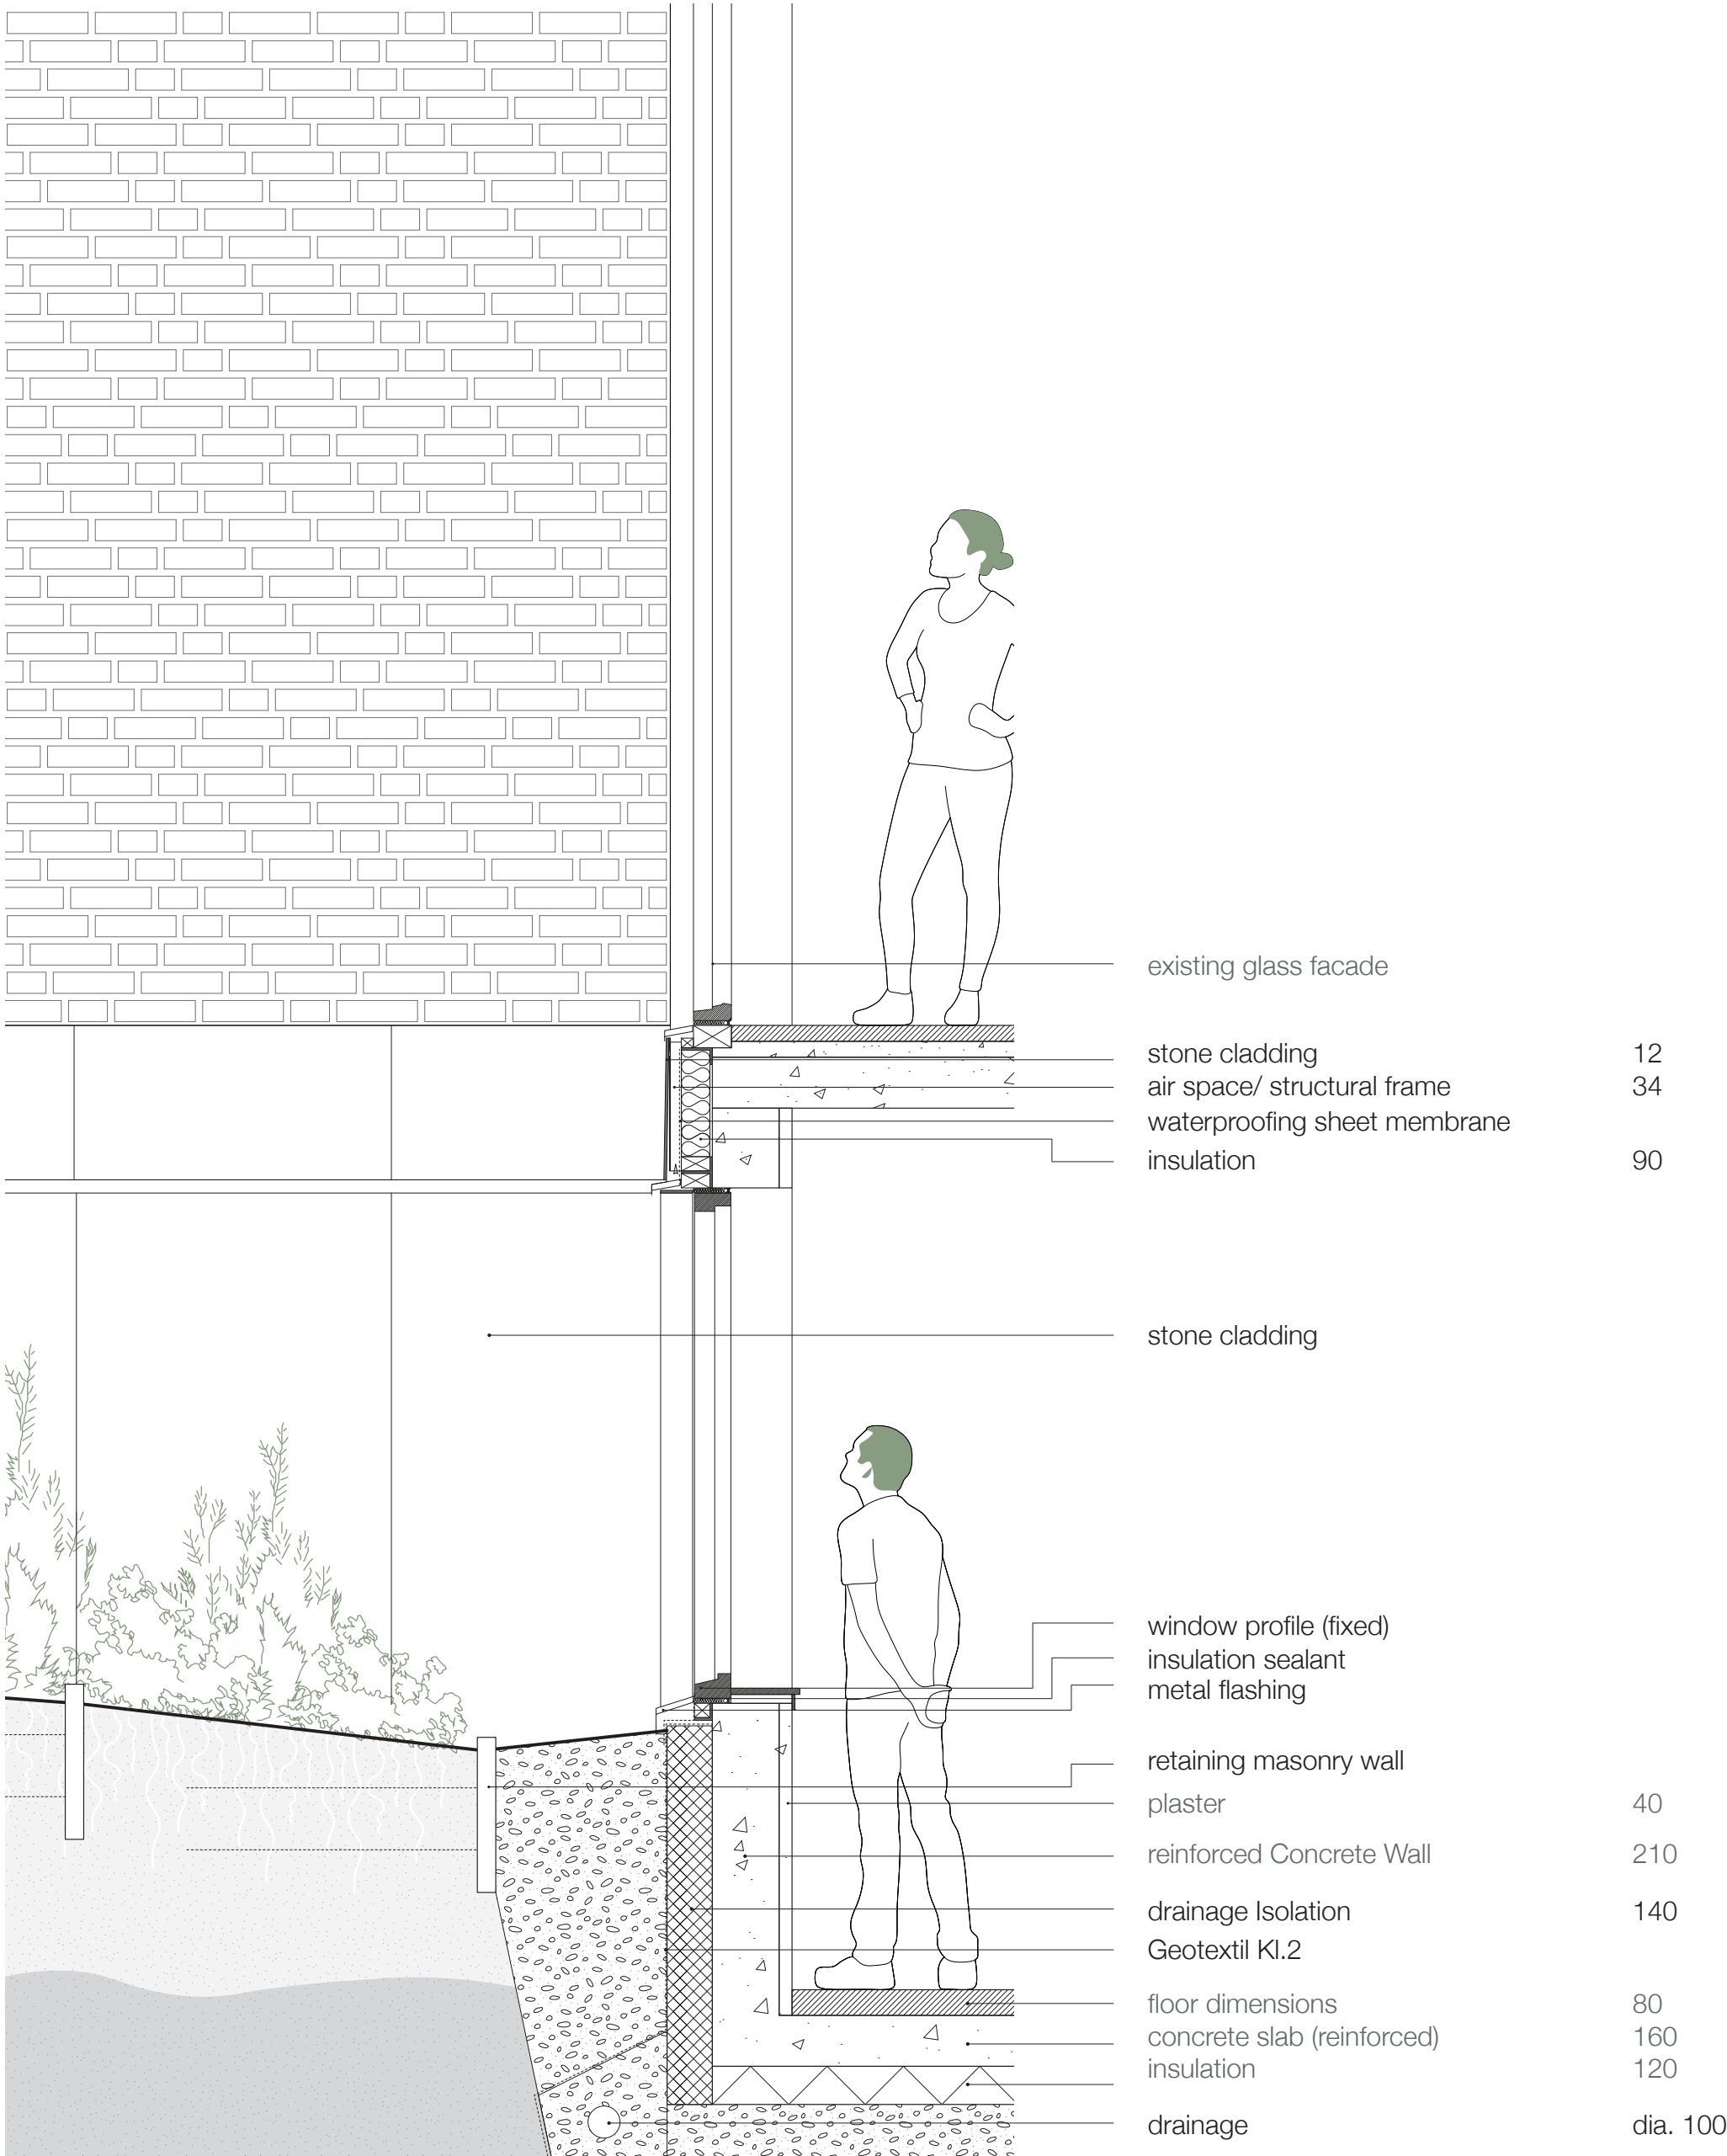 existing glass facade
stone cladding 12
air space/ structural frame 34
waterproofing sheet membrane
insulation 90
stone cladding
window profile (fixed)
insulation sealant
metal flashing
retaining masonry wall
plaster 40
reinforced Concrete Wall 210
drainage Isolation 140
Geotextil Kl.2
floor dimensions 80
concrete slab (reinforced) 160
insulation 120
drainage dia. 100